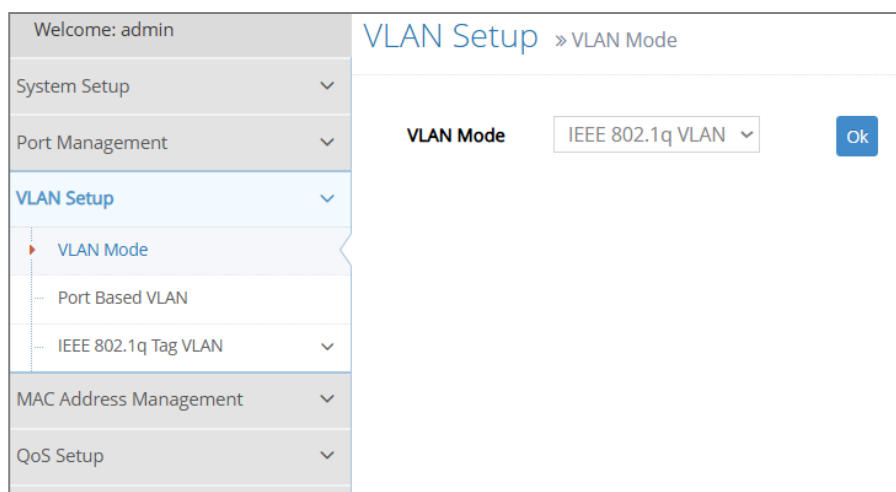 Welcome: admin
System Setup
Port Management
VLAN Setup
VLAN Mode
Port Based VLAN
IEEE 802.1q Tag VLAN
MAC Address Management
QoS Setup
VLAN Setup » VLAN Mode
VLAN Mode IEEE 802.1q VLAN Ok